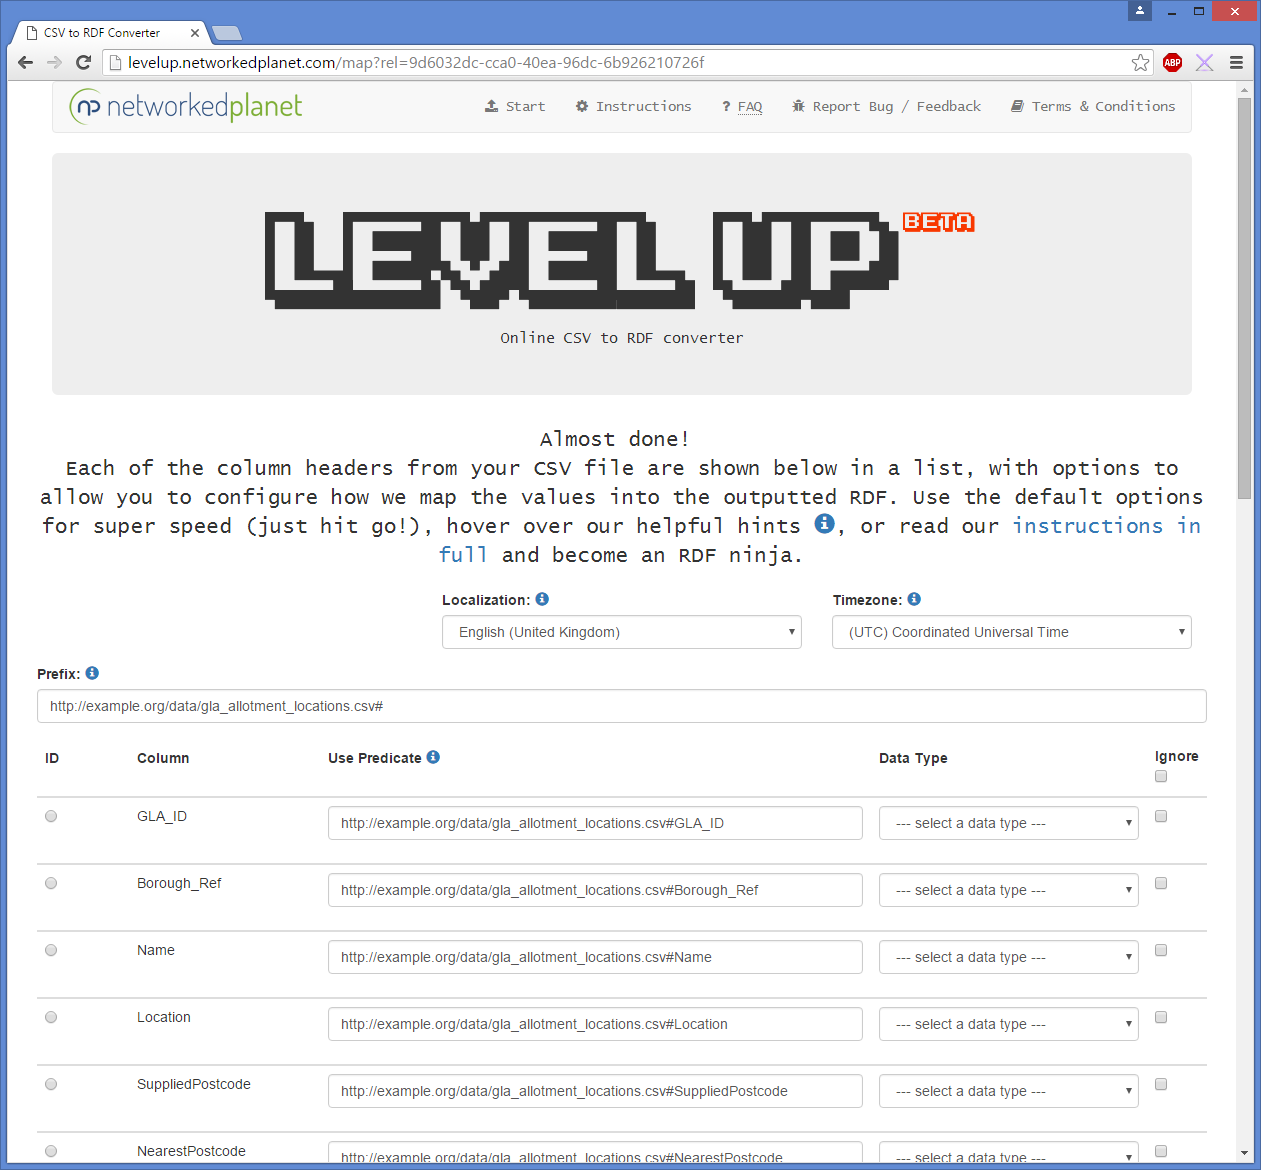 CSV to RDF Converter
levelup.networkedplanet.com/map?rel=9d6032dc-cca0-40ea-96dc-6b926210726f
ABP
np networkedplanet
Start
Instructions
? FAQ
Report Bug / Feedback
Terms & Conditions
LEVEL UP BETA
Online CSV to RDF converter
Almost done!
Each of the column headers from your CSV file are shown below in a list, with options to
allow you to configure how we map the values into the outputted RDF. Use the default options
for super speed (just hit go!), hover over our helpful hints i, or read our instructions in
full and become an RDF ninja.
Localization: i
Timezone: i
English (United Kingdom)
(UTC) Coordinated Universal Time
Prefix: i
http://example.org/data/gla_allotment_locations.csv#
ID
Column
Use Predicate i
Data Type
Ignore
GLA_ID
http://example.org/data/gla_allotment_locations.csv#GLA_ID
--- select a data type ---
Borough_Ref
http://example.org/data/gla_allotment_locations.csv#Borough_Ref
--- select a data type ---
Name
http://example.org/data/gla_allotment_locations.csv#Name
--- select a data type ---
Location
http://example.org/data/gla_allotment_locations.csv#Location
--- select a data type ---
SuppliedPostcode
http://example.org/data/gla_allotment_locations.csv#SuppliedPostcode
--- select a data type ---
NearestPostcode
http://example.org/data/gla_allotment_locations.csv#NearestPostcode
--- select a data type ---